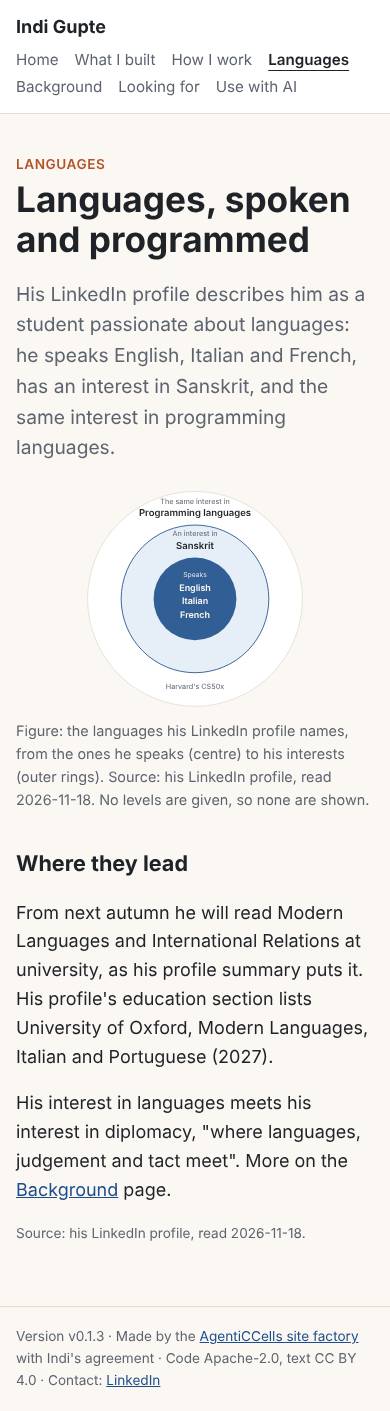 Indi Gupte
Home What I built How I work Languages
Background Looking for Use with AI
LANGUAGES
Languages, spoken
and programmed
His LinkedIn profile describes him as a
student passionate about languages:
he speaks English, Italian and French,
has an interest in Sanskrit, and the
same interest in programming
languages.
The same interest in
Programming languages
An interest in
Sanskrit
Speaks
English
Italian
French
Harvard's CS50x
Figure: the languages his LinkedIn profile names,
from the ones he speaks (centre) to his interests
(outer rings). Source: his LinkedIn profile, read
2026-11-18. No levels are given, so none are shown.
Where they lead
From next autumn he will read Modern
Languages and International Relations at
university, as his profile summary puts it.
His profile's education section lists
University of Oxford, Modern Languages,
Italian and Portuguese (2027).
His interest in languages meets his
interest in diplomacy, "where languages,
judgement and tact meet". More on the
Background page.
Source: his LinkedIn profile, read 2026-11-18.
Version v0.1.3 · Made by the AgentiCCells site factory
with Indi's agreement · Code Apache-2.0, text CC BY
4.0 · Contact: LinkedIn